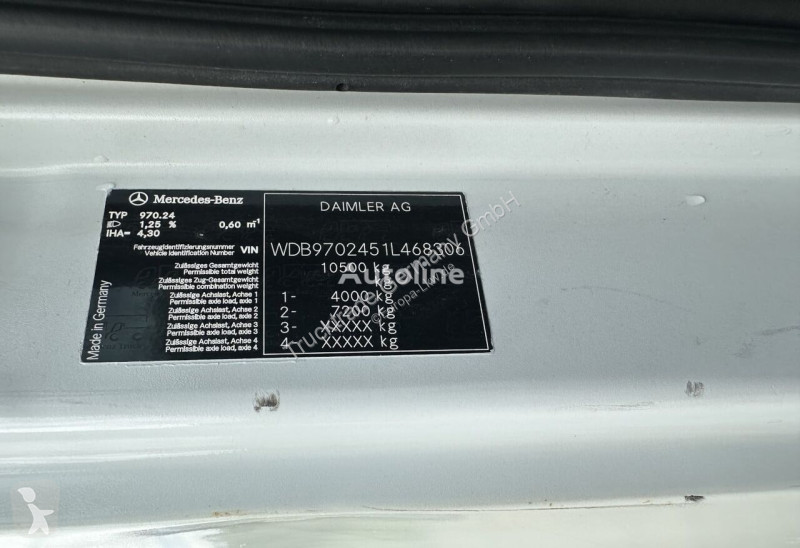 Mercedes-Benz
TYP 970.24
1,25 % 0,60 m⁻¹
IHA= 4,30
Fahrzeugidentifizierungsnummer
Vehicle Identification Number VIN
Zulässiges Gesamtgewicht
Permissible total weight
Zulässiges Zug-Gesamtgewicht
Permissible combination weight
Zulässige Achslast, Achse 1
Permissible axle load, axle 1
Zulässige Achslast, Achse 2
Permissible axle load, axle 2
Zulässige Achslast, Achse 3
Permissible axle load, axle 3
Zulässige Achslast, Achse 4
Permissible axle load, axle 4
Made in Germany
DAIMLER AG
WDB9702451L468306
10500 kg
kg
1- 4000 kg
2- 7200 kg
3- XXXXX kg
4- XXXXX kg
Autoline